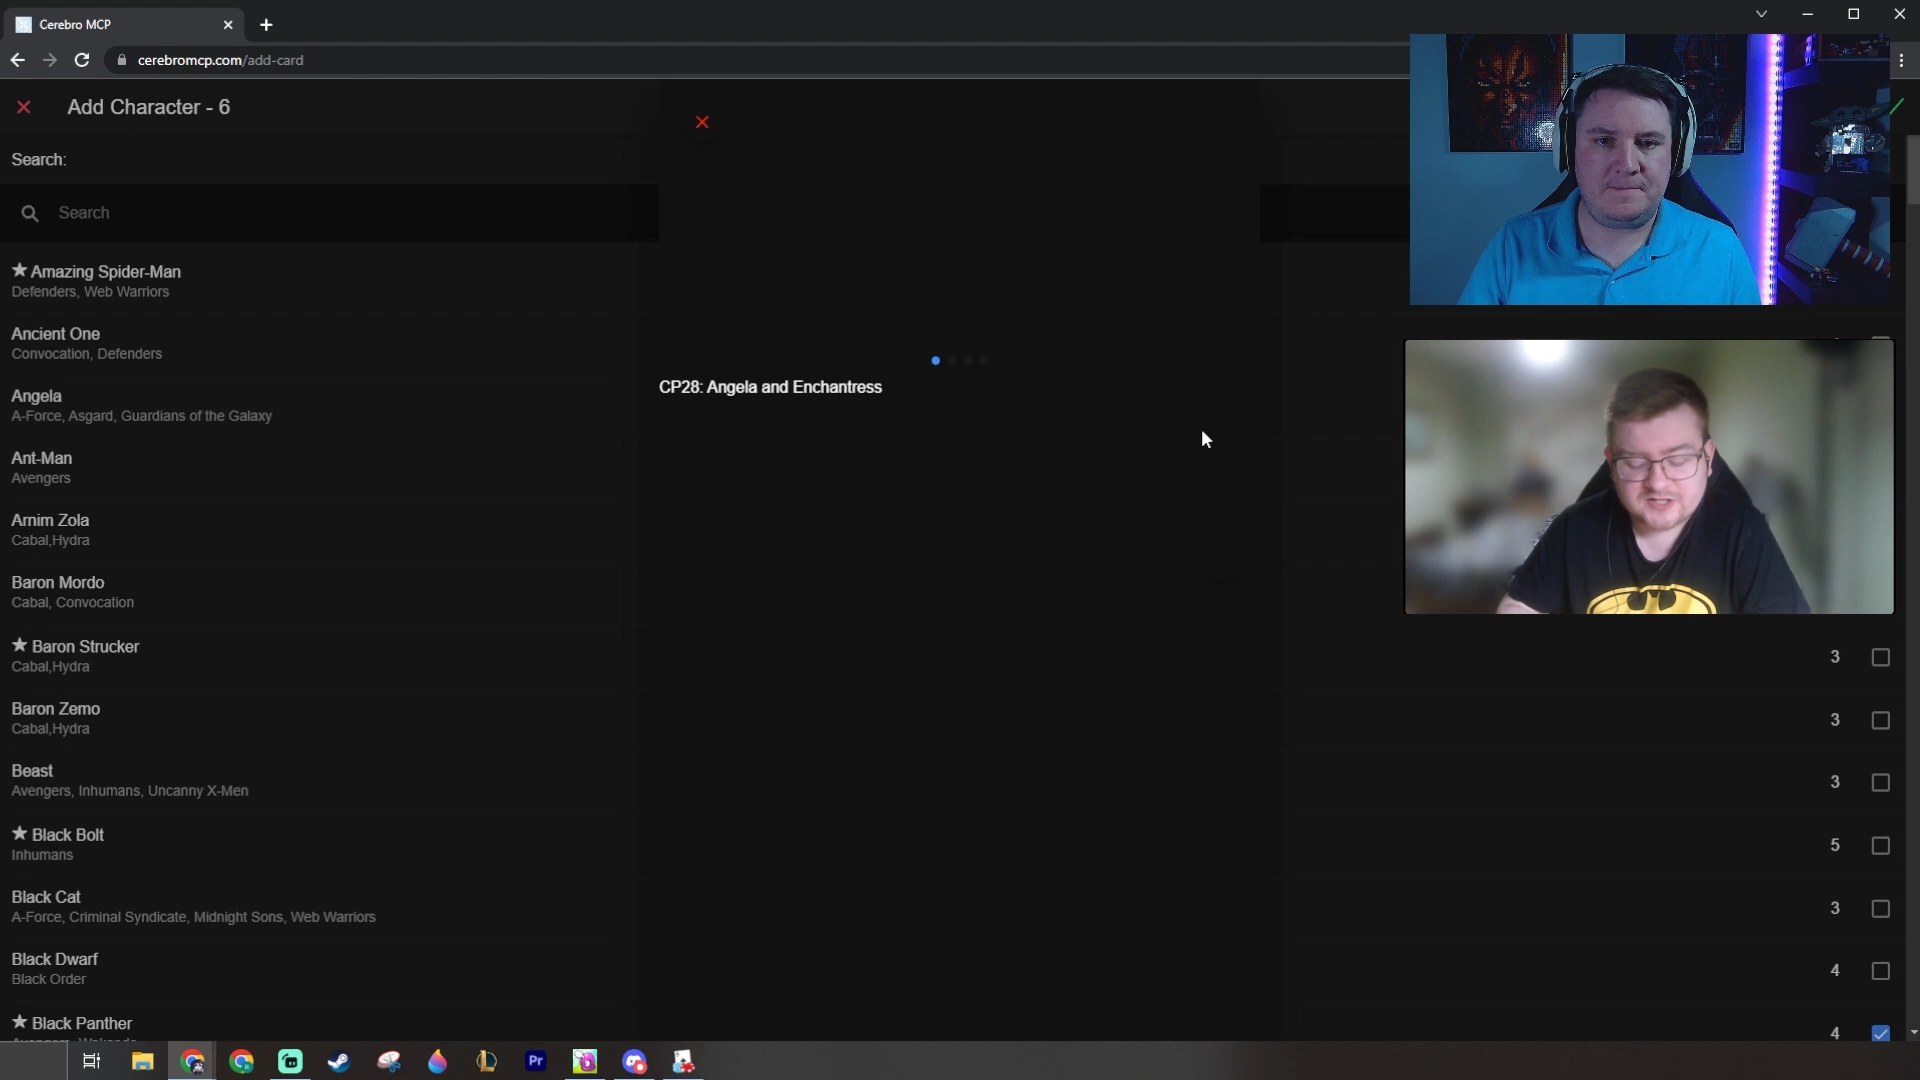 Cerebro MCP
cerebromcp.com/add-card
Add Character - 6
Search:
Search
★ Amazing Spider-Man
Defenders, Web Warriors
Ancient One
Convocation, Defenders
Angela
A-Force, Asgard, Guardians of the Galaxy
Ant-Man
Avengers
Arnim Zola
Cabal,Hydra
Baron Mordo
Cabal, Convocation
★ Baron Strucker
Cabal,Hydra
3
Baron Zemo
Cabal,Hydra
3
Beast
Avengers, Inhumans, Uncanny X-Men
3
★ Black Bolt
Inhumans
5
Black Cat
A-Force, Criminal Syndicate, Midnight Sons, Web Warriors
3
Black Dwarf
Black Order
4
★ Black Panther
4
CP28: Angela and Enchantress
Pr